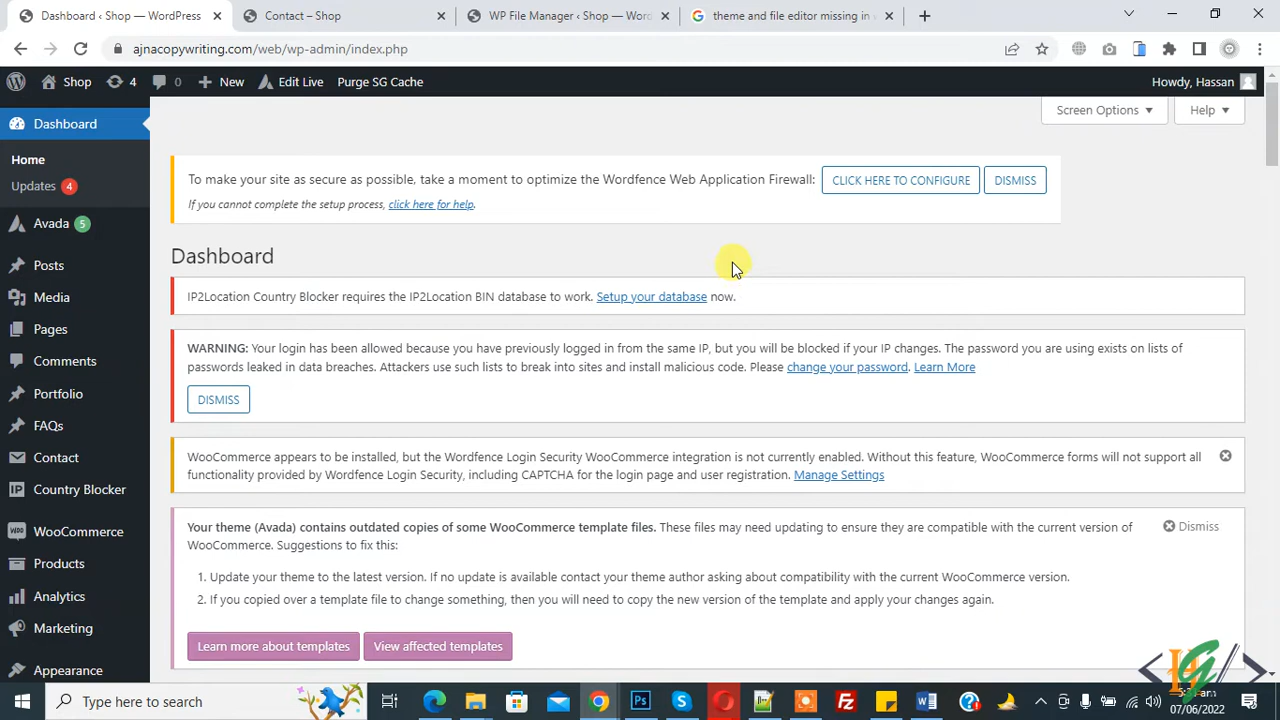 Dashboard ‹ Shop — WordPress
Contact – Shop
WP File Manager ‹ Shop — Word
theme and file editor missing in
ajnacopywriting.com/web/wp-admin/index.php
Shop
4
0
New
Edit Live
Purge SG Cache
Howdy, Hassan
Screen Options
Help
Dashboard
Home
Updates 4
Avada 5
Posts
Media
Pages
Comments
Portfolio
FAQs
Contact
Country Blocker
WooCommerce
Products
Analytics
Marketing
Appearance
To make your site as secure as possible, take a moment to optimize the Wordfence Web Application Firewall:
CLICK HERE TO CONFIGURE
DISMISS
If you cannot complete the setup process, click here for help.
Dashboard
IP2Location Country Blocker requires the IP2Location BIN database to work. Setup your database now.
WARNING: Your login has been allowed because you have previously logged in from the same IP, but you will be blocked if your IP changes. The password you are using exists on lists of
passwords leaked in data breaches. Attackers use such lists to break into sites and install malicious code. Please change your password. Learn More
DISMISS
WooCommerce appears to be installed, but the Wordfence Login Security WooCommerce integration is not currently enabled. Without this feature, WooCommerce forms will not support all
functionality provided by Wordfence Login Security, including CAPTCHA for the login page and user registration. Manage Settings
Your theme (Avada) contains outdated copies of some WooCommerce template files. These files may need updating to ensure they are compatible with the current version of
WooCommerce. Suggestions to fix this:
Dismiss
1. Update your theme to the latest version. If no update is available contact your theme author asking about compatibility with the current WooCommerce version.
2. If you copied over a template file to change something, then you will need to copy the new version of the template and apply your changes again.
Learn more about templates
View affected templates
Type here to search
07/06/2022